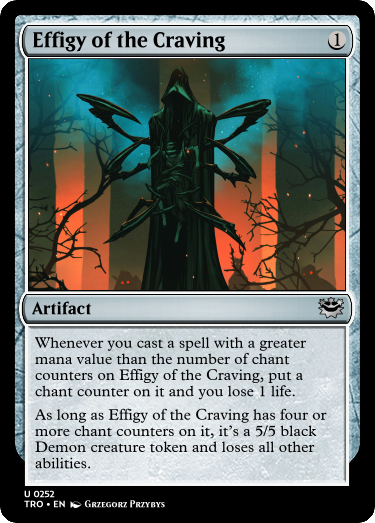 Effigy of the Craving
1
Artifact
Whenever you cast a spell with a greater
mana value than the number of chant
counters on Effigy of the Craving, put a
chant counter on it and you lose 1 life.
As long as Effigy of the Craving has four or
more chant counters on it, it's a 5/5 black
Demon creature token and loses all other
abilities.
U 0252
TRO • EN Grzegorz Przybys